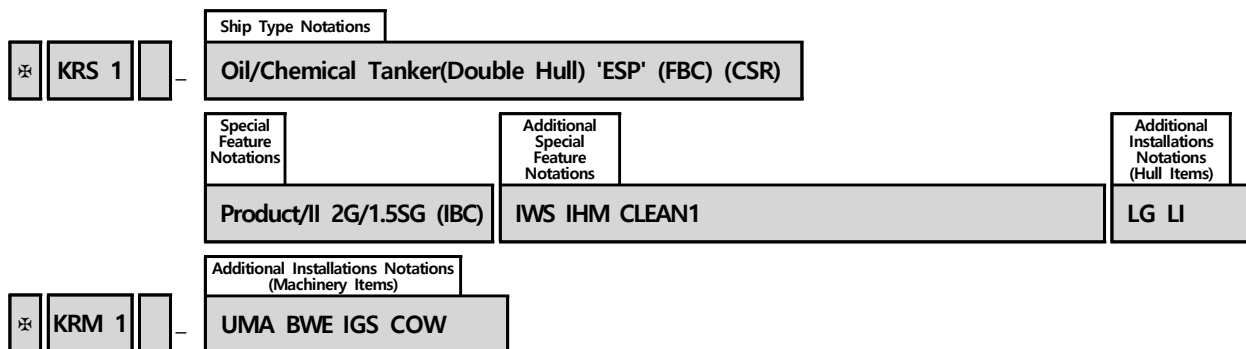 Ship Type Notations
✠ KRS 1 _ Oil/Chemical Tanker(Double Hull) 'ESP' (FBC) (CSR)
Special
Feature
Notations
Additional
Special
Feature
Notations
Additional
Installations
Notations
(Hull Items)
Product/II 2G/1.5SG (IBC) IWS IHM CLEAN1 LG LI
Additional Installations Notations
(Machinery Items)
✠ KRM 1 _ UMA BWE IGS COW